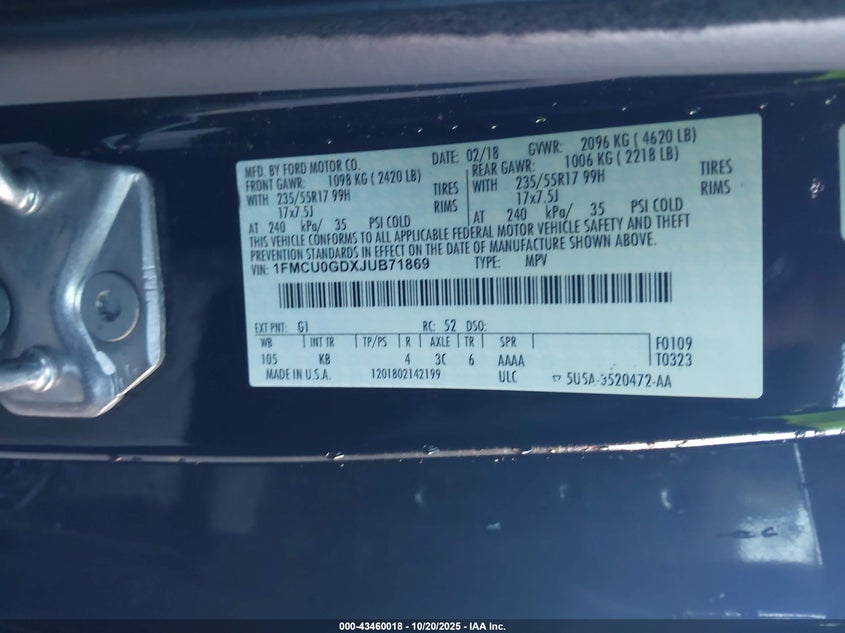 MFD. BY FORD MOTOR CO. DATE: 02/18 GVWR: 2096 KG ( 4620 LB)
FRONT GAWR: 1098 KG ( 2420 LB) REAR GAWR: 1006 KG ( 2218 LB)
WITH 235/55R17 99H TIRES WITH 235/55R17 99H TIRES
17x7.5J RIMS 17x7.5J RIMS
AT 240 kPa/ 35 PSI COLD AT 240 kPa/ 35 PSI COLD
THIS VEHICLE CONFORMS TO ALL APPLICABLE FEDERAL MOTOR VEHICLE SAFETY AND THEFT
PREVENTION STANDARDS IN EFFECT ON THE DATE OF MANUFACTURE SHOWN ABOVE.
VIN: 1FMCU0GDXJUB71869 TYPE: MPV
EXT PNT: G1 RC: 52 DSO:
WB INT TR TP/PS R AXLE TR SPR F0109
105 KB 4 3C 6 AAAA T0323
MADE IN U.S.A. 1201802142199 ULC 5U5A-3520472-AA
000-43460018 - 10/20/2025 - IAA Inc.